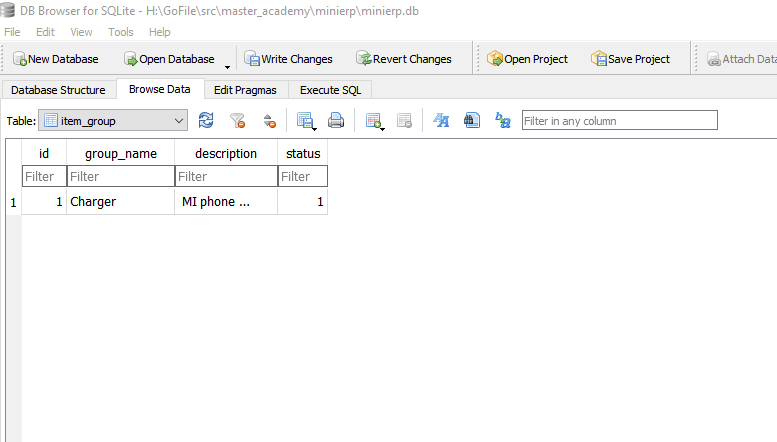 DB Browser for SQLite - H:\GoFile\src\master_academy\minierp\minierp.db
File Edit View Tools Help
New Database Open Database Write Changes Revert Changes Open Project Save Project Attach Data
Database Structure Browse Data Edit Pragmas Execute SQL
Table: item_group Filter in any column
id group_name description status
Filter Filter Filter Filter
1 1 Charger MI phone ... 1